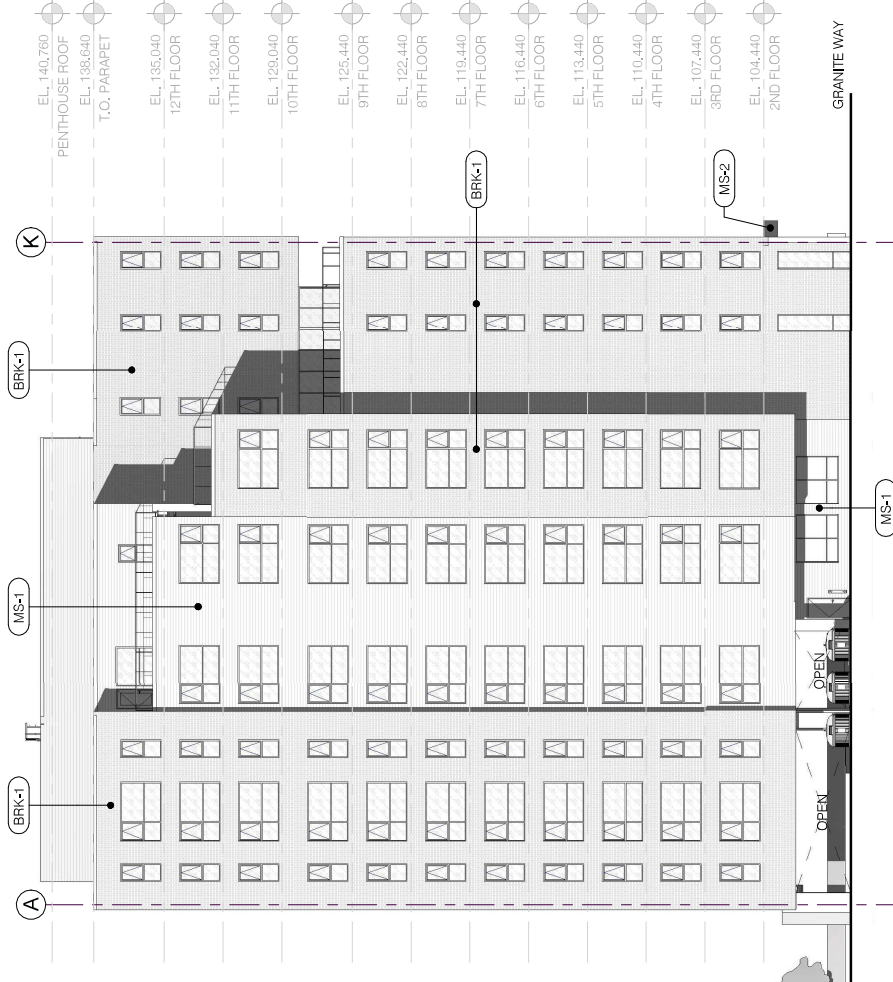 EL. 140.760
PENTHOUSE ROOF
EL. 138.640
T.O. PARAPET
EL. 135.040
12TH FLOOR
EL. 132.040
11TH FLOOR
EL. 129.040
10TH FLOOR
EL. 125.440
9TH FLOOR
EL. 122.440
8TH FLOOR
EL. 119.440
7TH FLOOR
EL. 116.440
6TH FLOOR
EL. 113.440
5TH FLOOR
EL. 110.440
4TH FLOOR
EL. 107.440
3RD FLOOR
EL. 104.440
2ND FLOOR
GRANITE WAY
A
K
BRK-1
MS-1
BRK-1
BRK-1
BRK-1
MS-2
MS-1
OPEN
OPEN